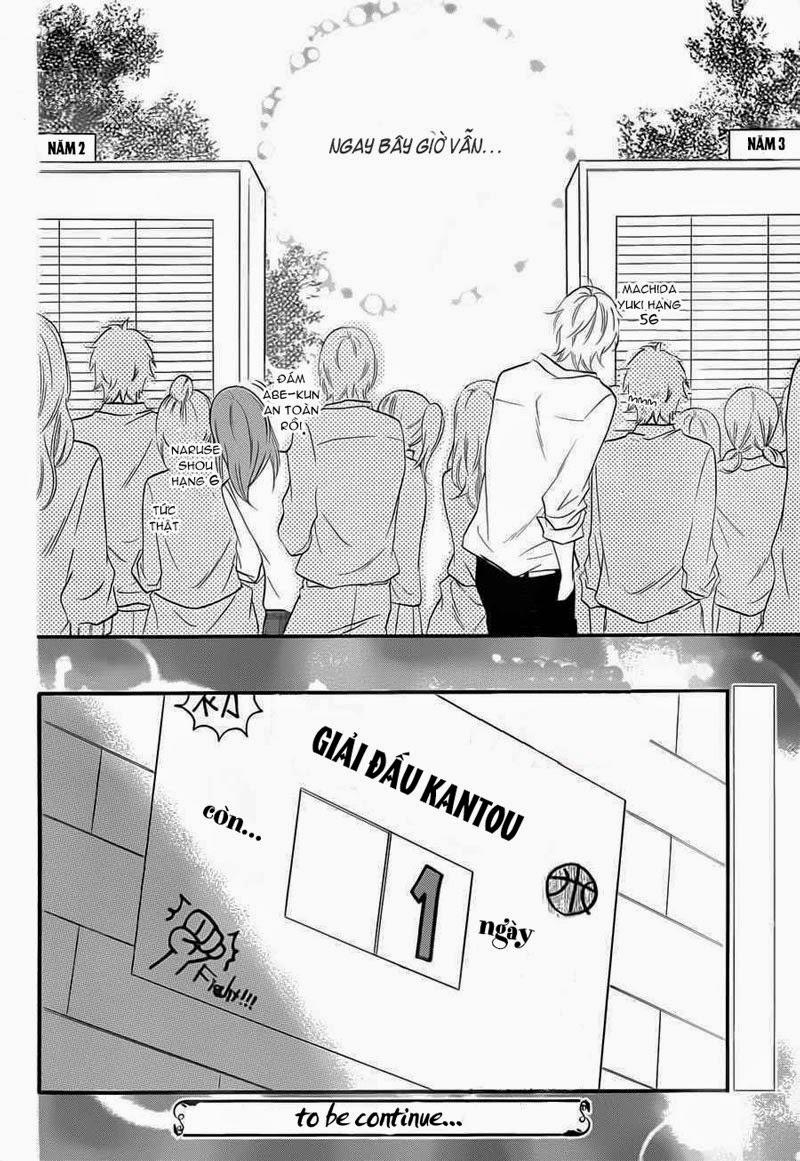 NGAY BÂY GIỜ VẪN...
NĂM 2
NĂM 3
MACHIDA
YUKI HẠNG
56
ĐÁM
ABE-KUN
AN TOÀN
RỒI
NARUSE
SHOU
HẠNG 6
TỨC
THẬT
GIẢI ĐẤU KANTOU
còn...
1
ngày
Fight!!!
to be continue...